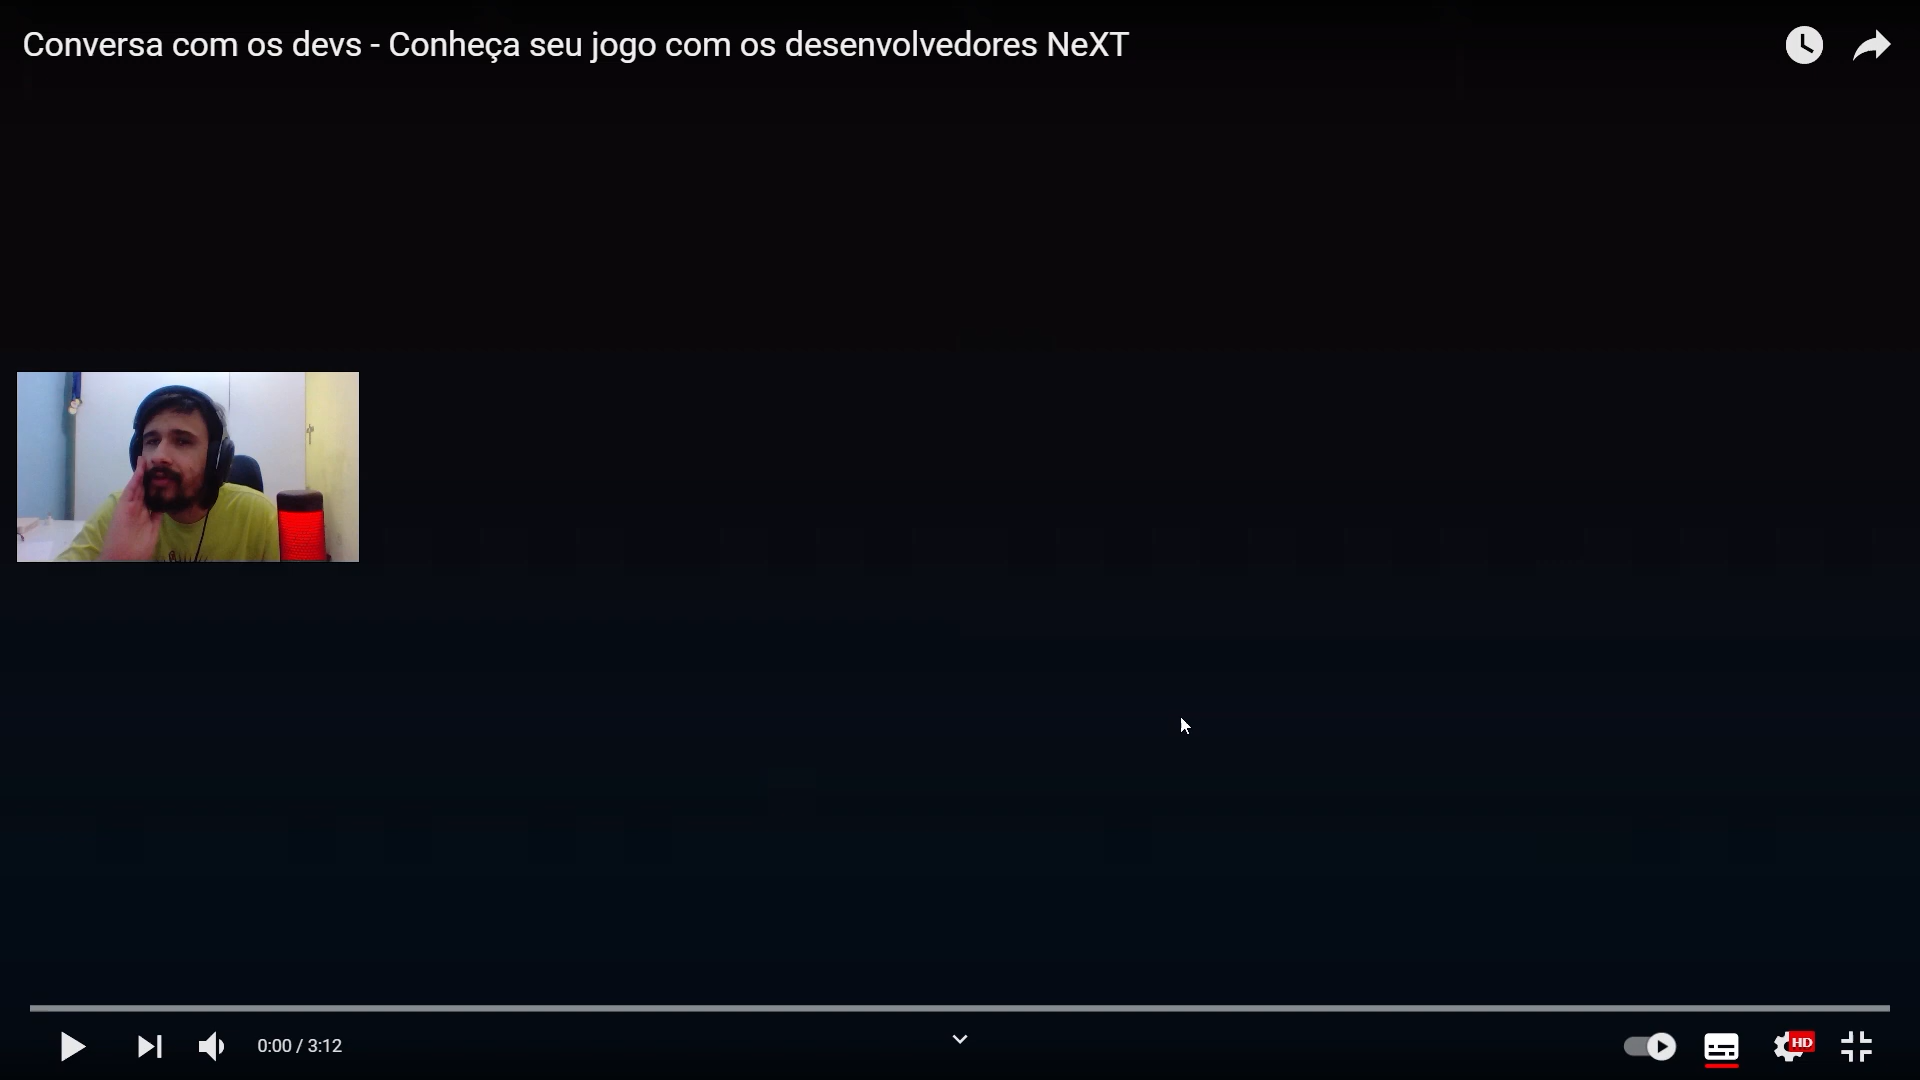 Conversa com os devs - Conheça seu jogo com os desenvolvedores NeXT
0:00 / 3:12
HD